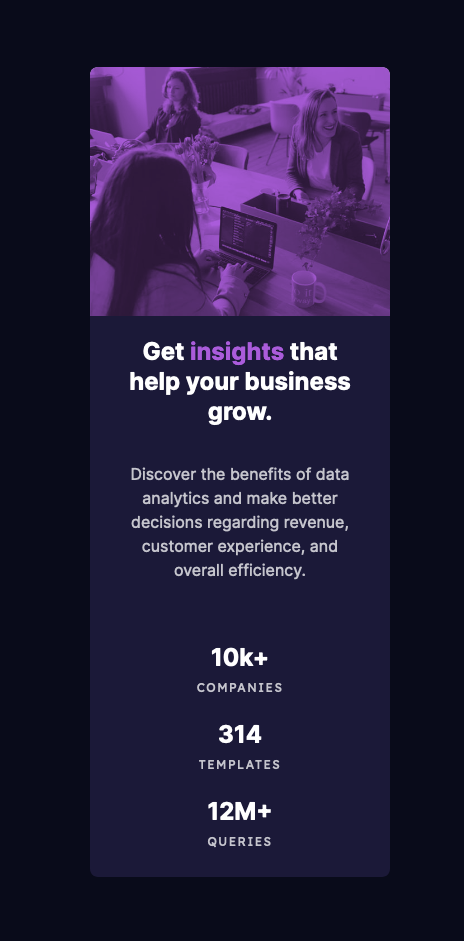 Get insights that
help your business
grow.
Discover the benefits of data
analytics and make better
decisions regarding revenue,
customer experience, and
overall efficiency.
10k+
COMPANIES
314
TEMPLATES
12M+
QUERIES